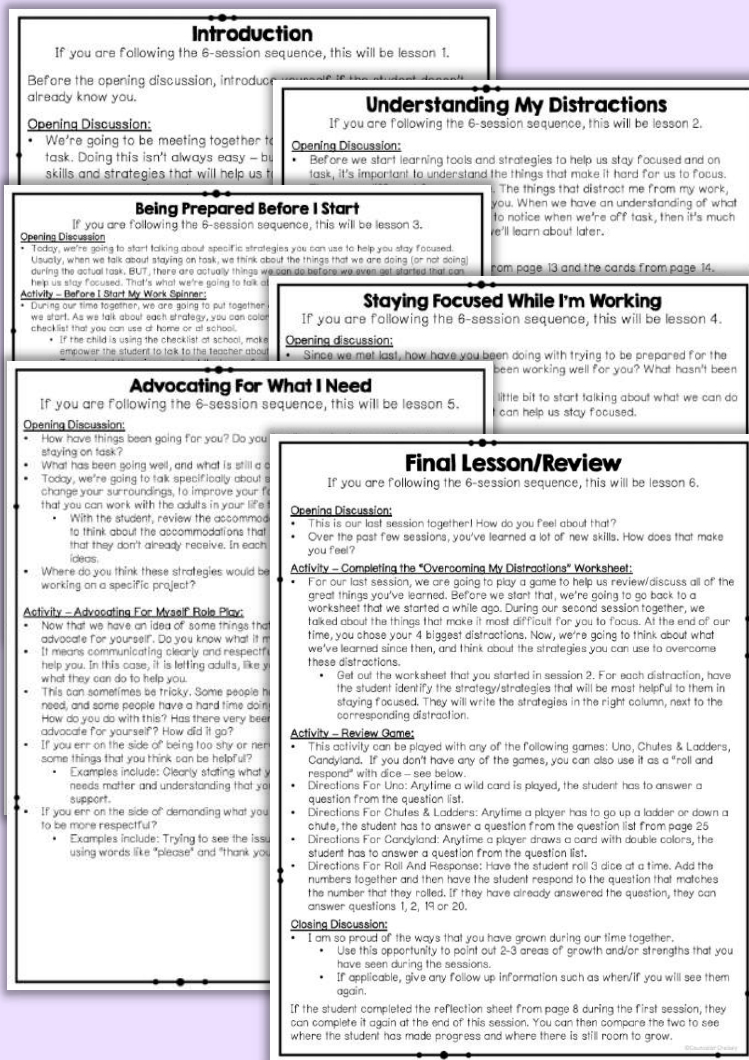 Introduction
If you are following the 6-session sequence, this will be lesson 1.
Before the opening discussion, introduce yourself if the student doesn't
already know you.
Opening Discussion:
• We're going to be meeting together to
task. Doing this isn't always easy – bu
skills and strategies that will help us t
Understanding My Distractions
If you are following the 6-session sequence, this will be lesson 2.
Opening Discussion:
• Before we start learning tools and strategies to help us stay focused and on
task, it's important to understand the things that make it hard for us to focus.
. The things that distract me from my work,
you. When we have an understanding of what
to notice when we're off task, then it's much
e'll learn about later.
rom page 13 and the cards from page 14.
Being Prepared Before I Start
If you are following the 6-session sequence, this will be lesson 3.
Opening Discussion
• Today, we're going to start talking about specific strategies you can use to help you stay focused.
Usually, when we talk about staying on task, we think about the things that we are doing (or not doing)
during the actual task. BUT, there are actually things we can do before we even get started that can
help us stay focused. That's what we're going to talk a
Activity – Before I Start My Work Spinner:
• During our time together, we are going to put together
we start. As we talk about each strategy, you can color
checklist that you can use at home or at school.
• If the child is using the checklist at school, make
empower the student to talk to the teacher about
Staying Focused While I'm Working
If you are following the 6-session sequence, this will be lesson 4.
Opening discussion:
• Since we met last, how have you been doing with trying to be prepared for the
been working well for you? What hasn't been
little bit to start talking about what we can do
t can help us stay focused.
Advocating For What I Need
If you are following the 6-session sequence, this will be lesson 5.
Opening Discussion:
• How have things been going for you? Do you
staying on task?
• What has been going well, and what is still a c
• Today, we're going to talk specifically about s
change your surroundings, to improve your f
that you can work with the adults in your life
• With the student, review the accommod
to think about the accommodations that
that they don't already receive. In each
ideas.
• Where do you think these strategies would be
working on a specific project?
Activity – Advocating For Myself Role Play:
• Now that we have an idea of some things that
advocate for yourself. Do you know what it m
• It means communicating clearly and respectf
help you. In this case, it is letting adults, like y
what they can do to help you.
• This can sometimes be tricky. Some people h
need, and some people have a hard time doin
How do you do with this? Has there very been
advocate for yourself? How did it go?
• If you err on the side of being too shy or ner
some things that you think can be helpful?
• Examples include: Clearly stating what y
needs matter and understanding that yo
support.
• If you err on the side of demanding what you
to be more respectful?
• Examples include: Trying to see the issu
using words like "please" and "thank you
Final Lesson/Review
If you are following the 6-session sequence, this will be lesson 6.
Opening Discussion:
• This is our last session together! How do you feel about that?
• Over the past few sessions, you've learned a lot of new skills. How does that make
you feel?
Activity – Completing the "Overcoming My Distractions" Worksheet:
• For our last session, we are going to play a game to help us review/discuss all of the
great things you've learned. Before we start that, we're going to go back to a
worksheet that we started a while ago. During our second session together, we
talked about the things that make it most difficult for you to focus. At the end of our
time, you chose your 4 biggest distractions. Now, we're going to think about what
we've learned since then, and think about the strategies you can use to overcome
these distractions.
• Get out the worksheet that you started in session 2. For each distraction, have
the student identify the strategy/strategies that will be most helpful to them in
staying focused. They will write the strategies in the right column, next to the
corresponding distraction.
Activity – Review Game:
• This activity can be played with any of the following games: Uno, Chutes & Ladders,
Candyland. If you don't have any of the games, you can also use it as a "roll and
respond" with dice – see below.
• Directions For Uno: Anytime a wild card is played, the student has to answer a
question from the question list.
• Directions For Chutes & Ladders: Anytime a player has to go up a ladder or down a
chute, the student has to answer a question from the question list from page 25
• Directions For Candyland: Anytime a player draws a card with double colors, the
student has to answer a question from the question list.
• Directions For Roll And Response: Have the student roll 3 dice at a time. Add the
numbers together and then have the student respond to the question that matches
the number that they rolled. If they have already answered the question, they can
answer questions 1, 2, 19 or 20.
Closing Discussion:
• I am so proud of the ways that you have grown during our time together.
• Use this opportunity to point out 2-3 areas of growth and/or strengths that you
have seen during the sessions.
• If applicable, give any follow up information such as when/if you will see them
again.
If the student completed the reflection sheet from page 8 during the first session, they
can complete it again at the end of this session. You can then compare the two to see
where the student has made progress and where there is still room to grow.